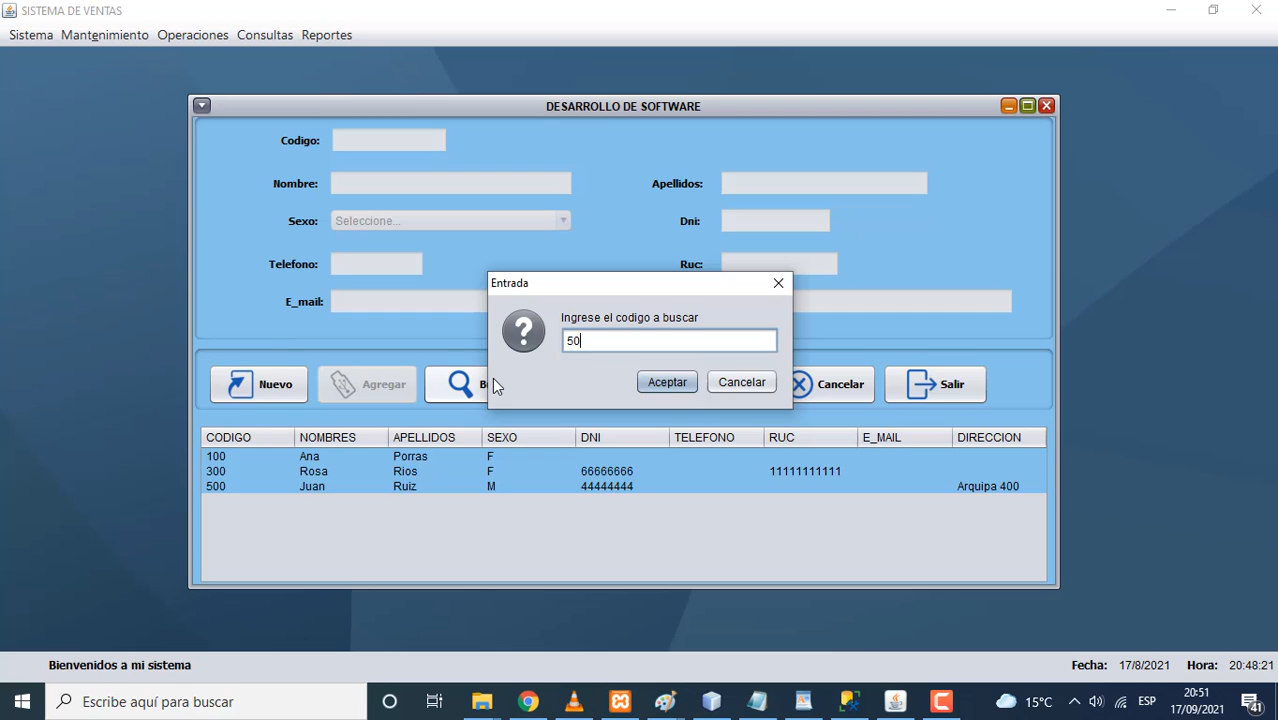 SISTEMA DE VENTAS
Sistema Mantenimiento Operaciones Consultas Reportes
DESARROLLO DE SOFTWARE
Codigo:
Nombre: Apellidos:
Sexo: Seleccione... Dni:
Telefono: Ruc:
E_mail:
Entrada
Ingrese el codigo a buscar
50
Aceptar Cancelar
Nuevo Agregar Cancelar Salir
CODIGO NOMBRES APELLIDOS SEXO DNI TELEFONO RUC E_MAIL DIRECCION
100 Ana Porras F
300 Rosa Rios F 66666666 11111111111
500 Juan Ruiz M 44444444 Arquipa 400
Bienvenidos a mi sistema Fecha: 17/8/2021 Hora: 20:48:21
Escribe aquí para buscar 15°C ESP 20:51
17/09/2021 41